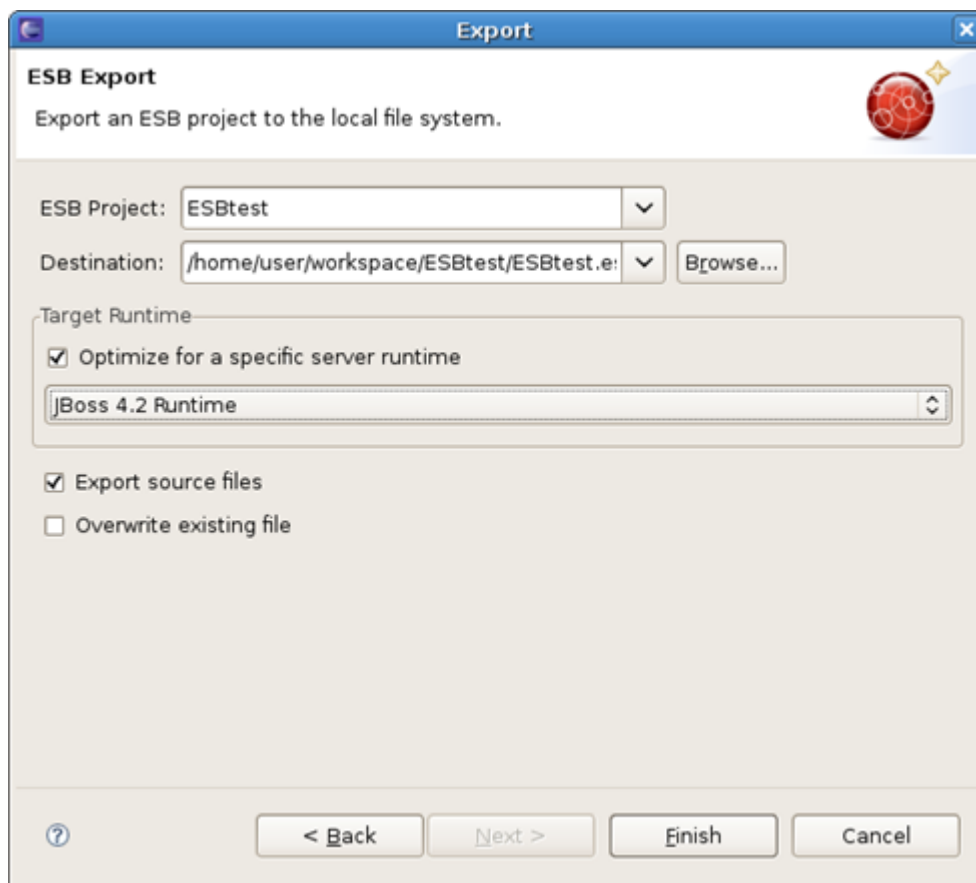 Export
ESB Export
Export an ESB project to the local file system.
ESB Project: ESBtest
Destination: /home/user/workspace/ESBtest/ESBtest.e Browse...
Target Runtime
Optimize for a specific server runtime
JBoss 4.2 Runtime
Export source files
Overwrite existing file
< Back Next > Finish Cancel